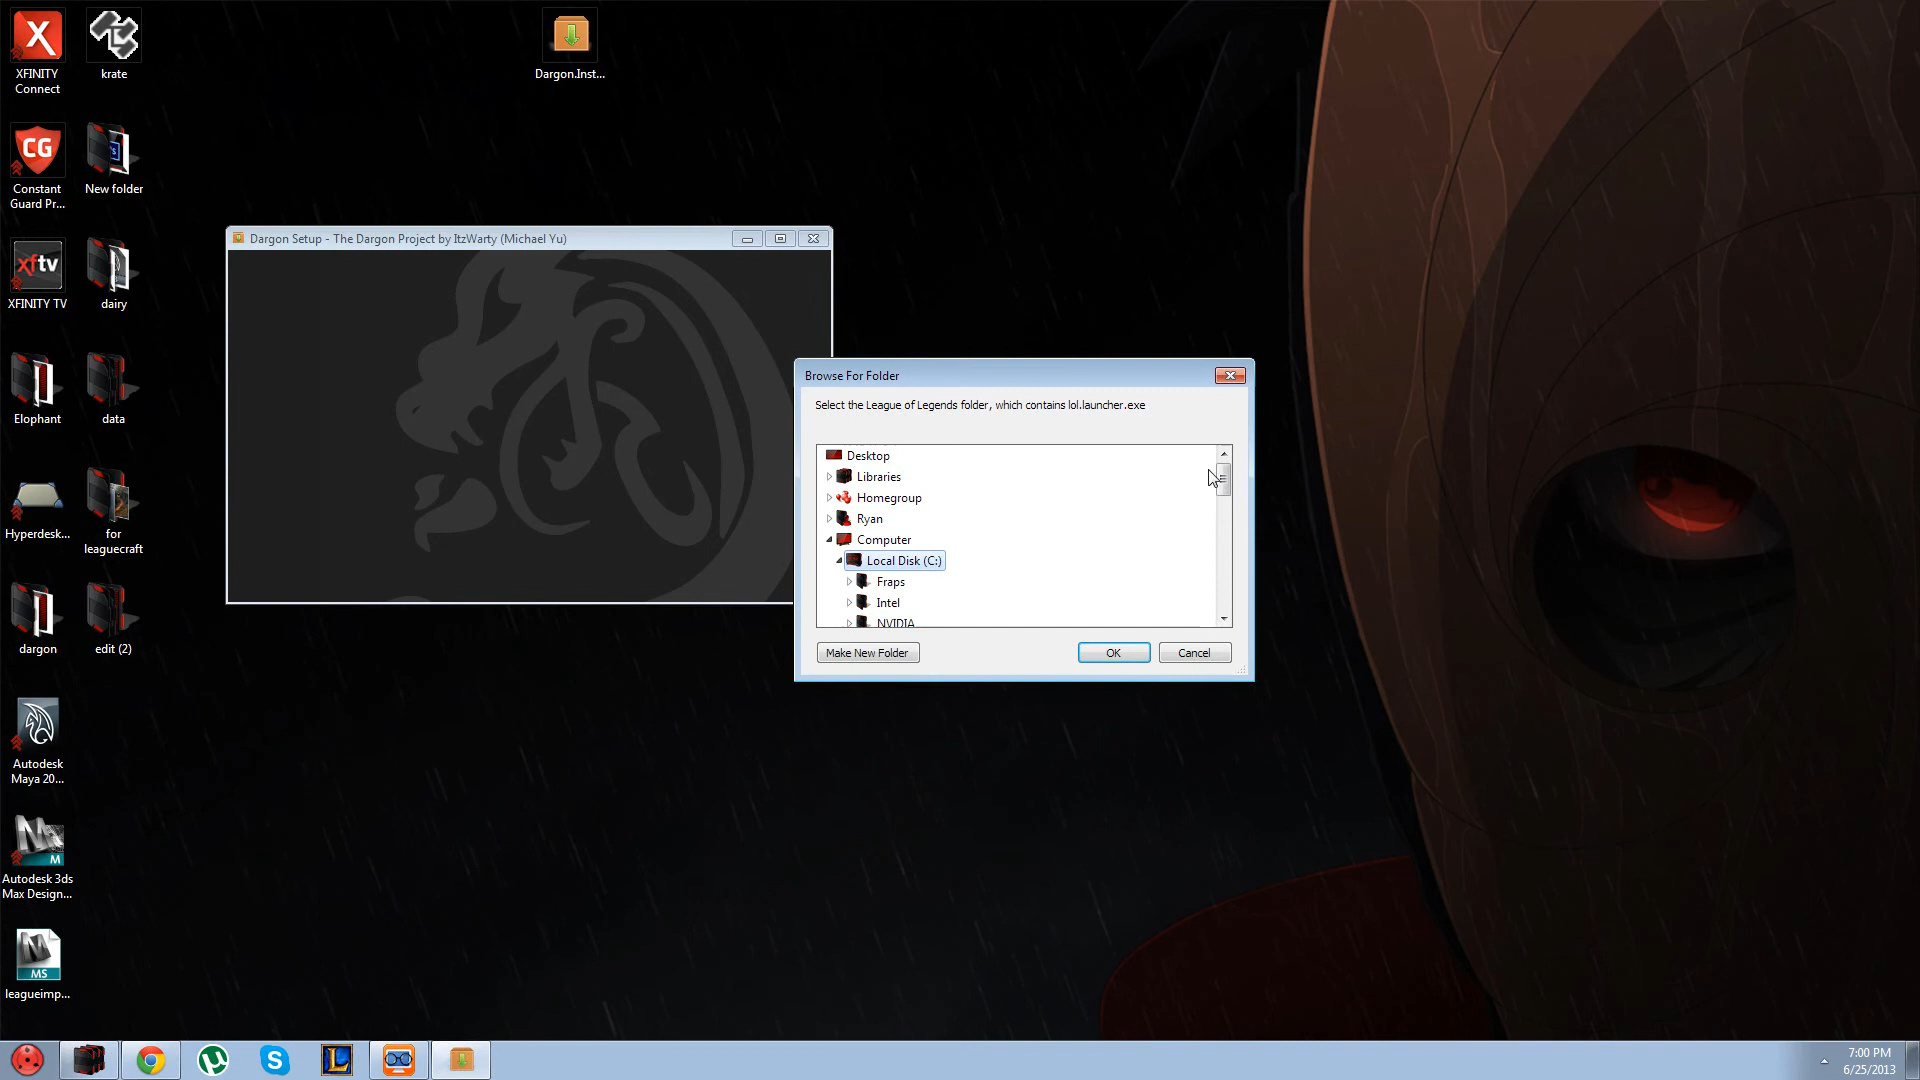 XFINITY
Connect
krate
Dargon.Inst...
CG
Constant
Guard Pr...
New folder
xftv
XFINITY TV
dairy
Elophant
data
Hyperdesk...
for
leaguecraft
dargon
edit (2)
Autodesk
Maya 20...
M
Autodesk 3ds
Max Design...
MS
leagueimp...
Dargon Setup - The Dargon Project by ItzWarty (Michael Yu)
Browse For Folder
Select the League of Legends folder, which contains lol.launcher.exe
Desktop
Libraries
Homegroup
Ryan
Computer
Local Disk (C:)
Fraps
Intel
NVIDIA
Make New Folder
OK
Cancel
7:00 PM
6/25/2013